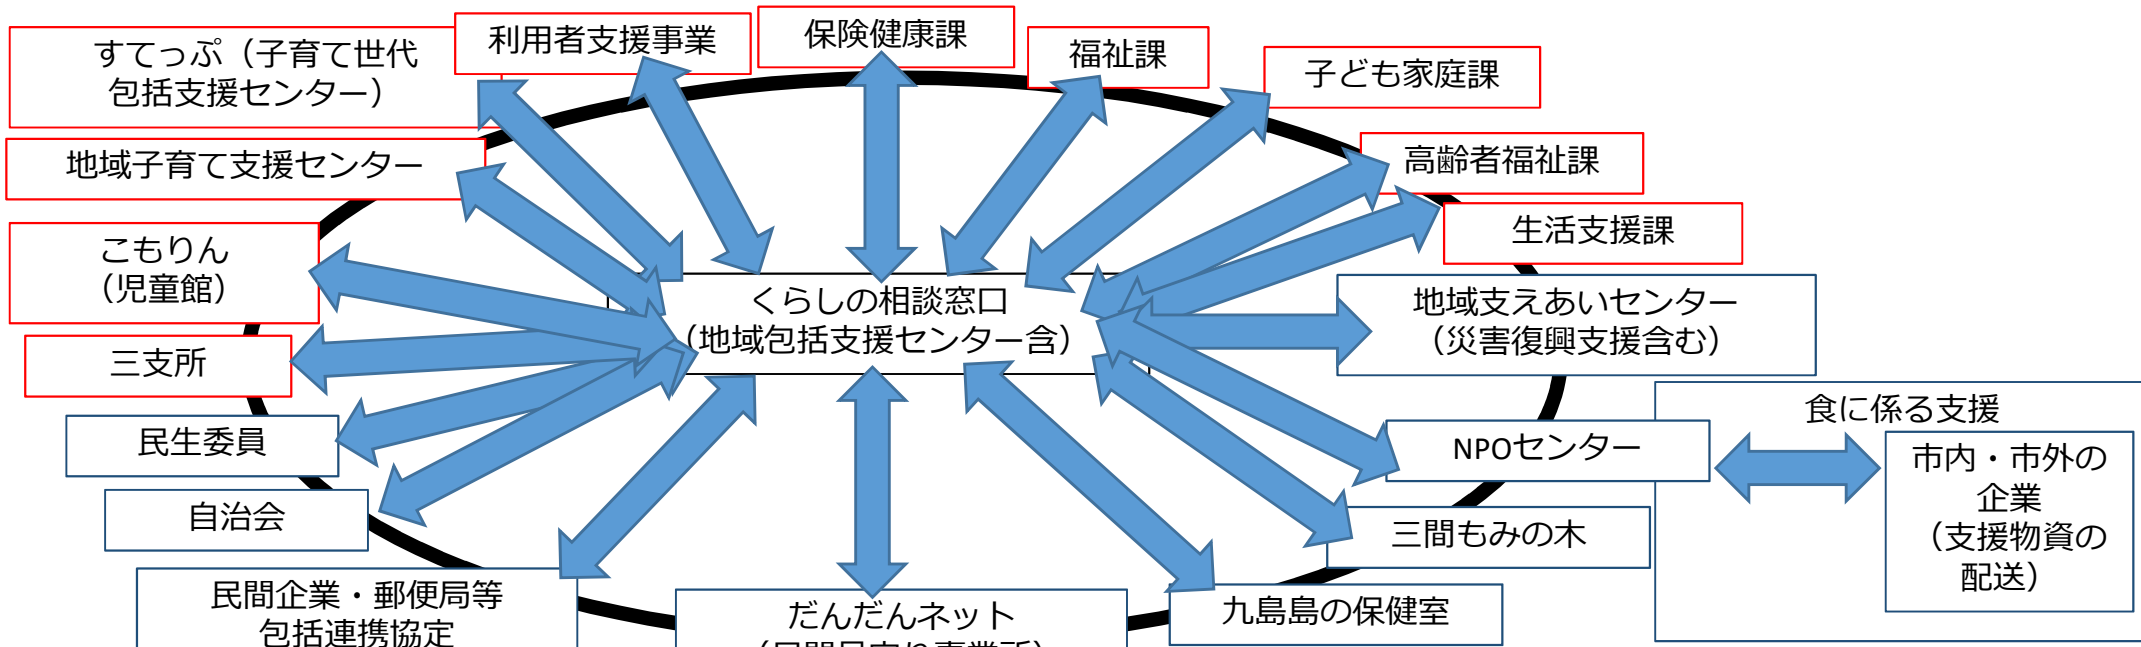 すてっぷ（子育て世代
包括支援センター）
利用者支援事業
保険健康課
福祉課
子ども家庭課
地域子育て支援センター
高齢者福祉課
こもりん
（児童館）
生活支援課
くらしの相談窓口
（地域包括支援センター含）
地域支えあいセンター
（災害復興支援含む）
三支所
民生委員
NPOセンター
食に係る支援
市内・市外の
企業
（支援物資の
配送）
自治会
三間もみの木
民間企業・郵便局等
包括連携協定
だんだんネット
九島島の保健室